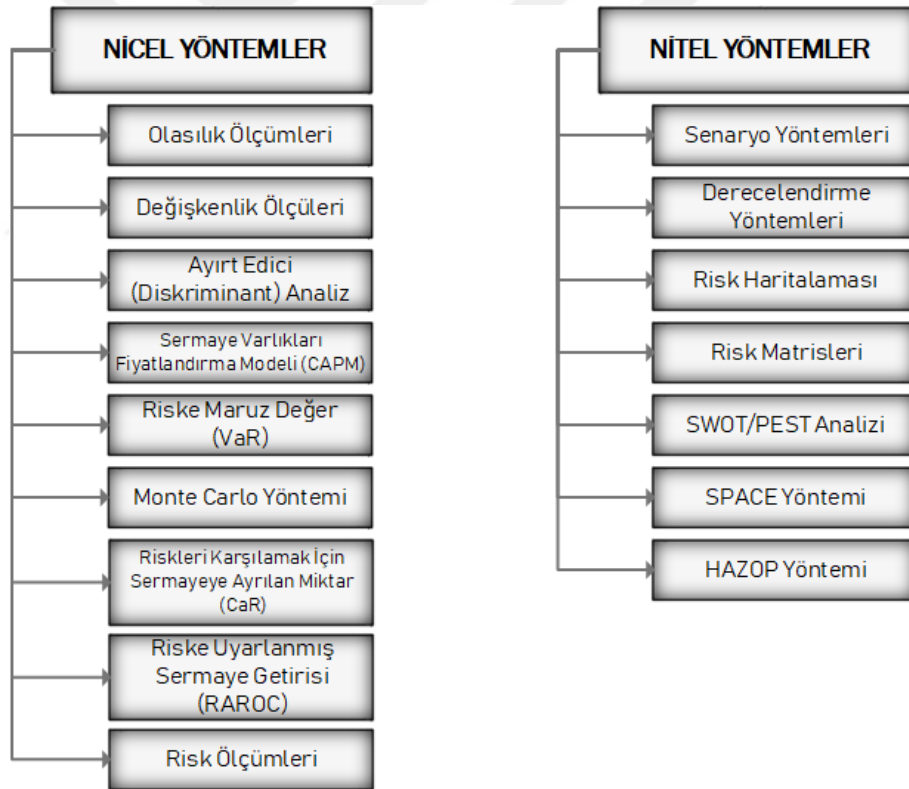 NİCEL YÖNTEMLER
Olasılık Ölçümleri
Değişkenlik Ölçüleri
Ayırt Edici
(Diskriminant) Analiz
Sermaye Varlıkları
Fiyatlandırma Modeli (CAPM)
Riske Maruz Değer
(VaR)
Monte Carlo Yöntemi
Riskleri Karşılamak İçin
Sermayeye Ayrılan Miktar
(CaR)
Riske Uyarlanmış
Sermaye Getirisi
(RAROC)
Risk Ölçümleri
NİTEL YÖNTEMLER
Senaryo Yöntemleri
Derecelendirme
Yöntemleri
Risk Haritalaması
Risk Matrisleri
SWOT/PEST Analizi
SPACE Yöntemi
HAZOP Yöntemi